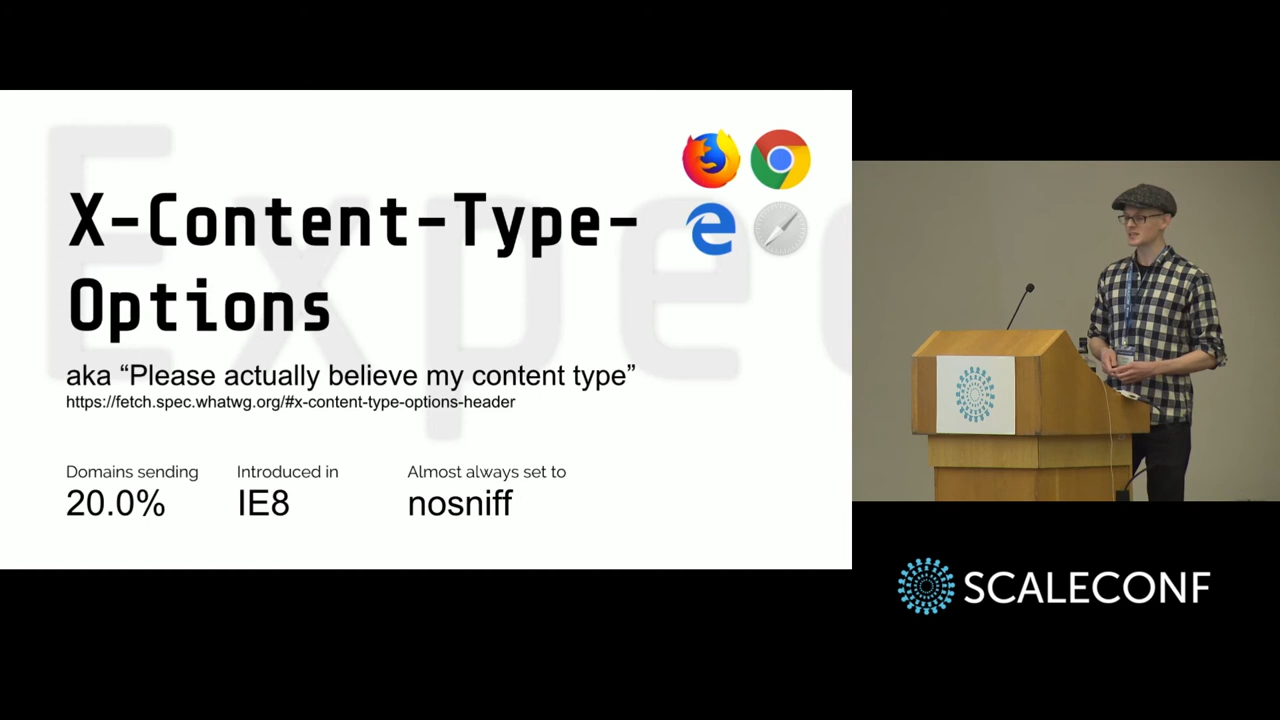 Expec
X-Content-Type-
Options
aka “Please actually believe my content type”
https://fetch.spec.whatwg.org/#x-content-type-options-header
Domains sending
20.0%
Introduced in
IE8
Almost always set to
nosniff
SCALECONF